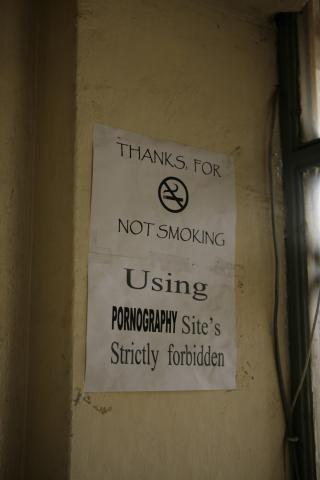 THANKS, FOR
NOT SMOKING
Using
PORNOGRAPHY Site's
Strictly forbidden